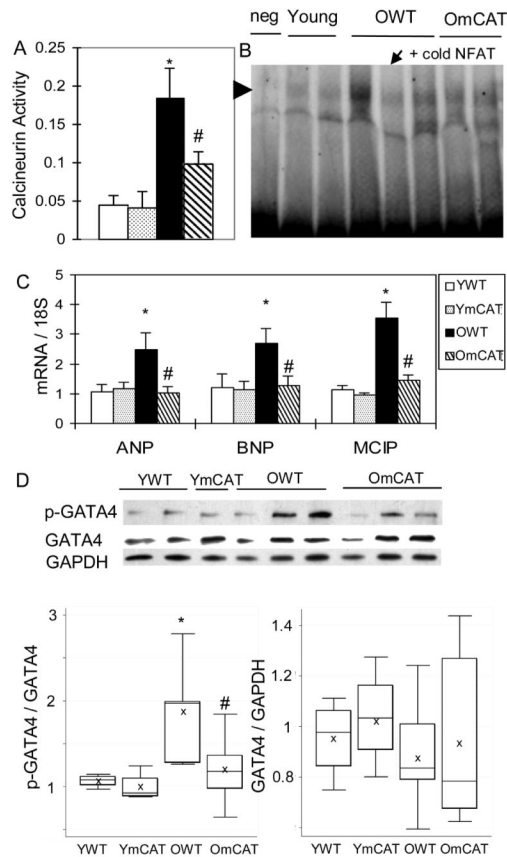 neg Young OWT OmCAT
A
B
+ cold NFAT
Calcineurin Activity
0.25
0.2
0.15
0.1
0.05
0
*
#
C
mRNA / 18S
5
4
3
2
1
0
*
#
*
#
*
#
ANP BNP MCIP
YWT
YmCAT
OWT
OmCAT
D
YWT YmCAT OWT OmCAT
p-GATA4
GATA4
GAPDH
p-GATA4 / GATA4
3
2
1
0
*
#
x x x x
YWT YmCAT OWT OmCAT
GATA4 / GAPDH
1.4
1.2
1
0.8
x x x x
YWT YmCAT OWT OmCAT